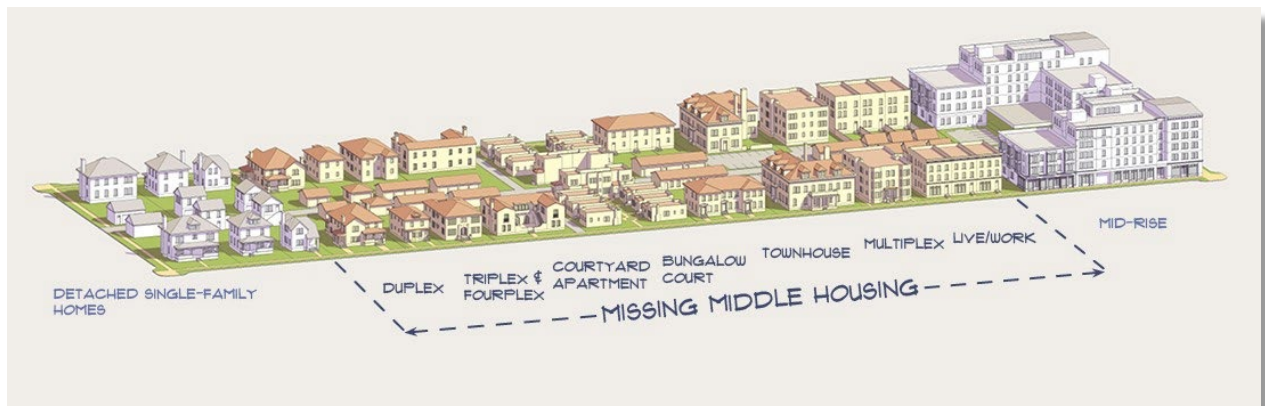 DETACHED SINGLE-FAMILY
HOMES
DUPLEX
TRIPLEX &
FOURPLEX
COURTYARD
APARTMENT
BUNGALOW
COURT
TOWNHOUSE
MULTIPLEX
LIVE/WORK
MID-RISE
MISSING MIDDLE HOUSING